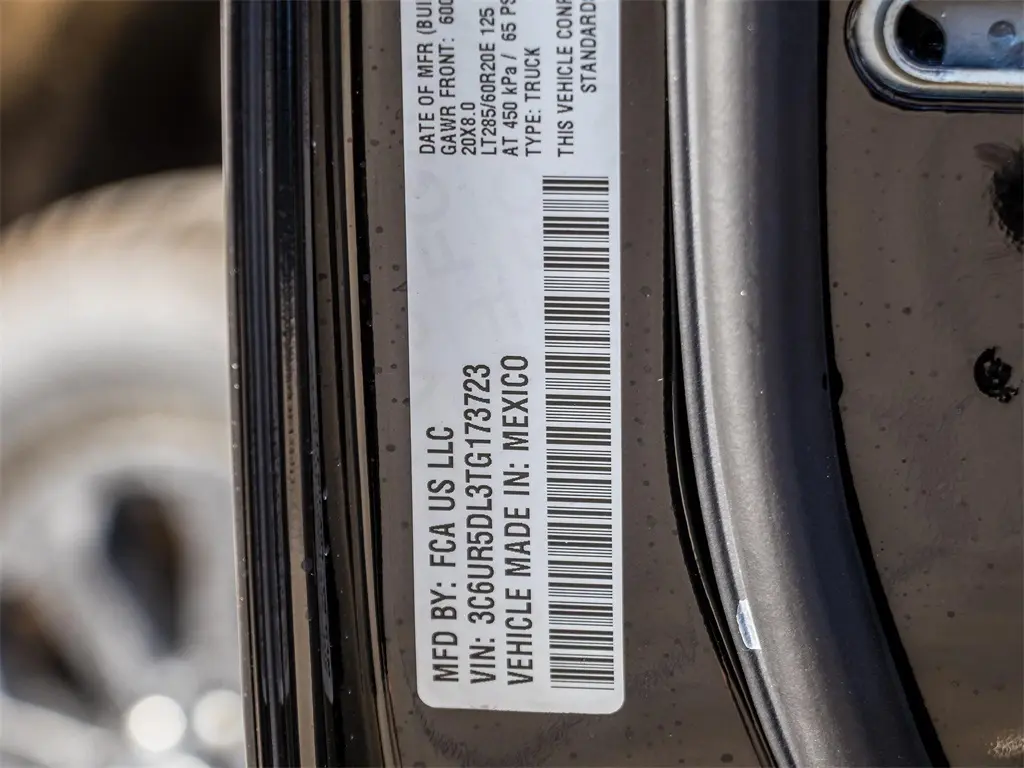 MFD BY: FCA US LLC
VIN: 3C6UR5DL3TG173723
VEHICLE MADE IN: MEXICO
DATE OF MFR
GAWR FRONT:
20X8.0
LT285/60R20E 125
AT 450 kPa / 65
TYPE: TRUCK
THIS VEHICLE